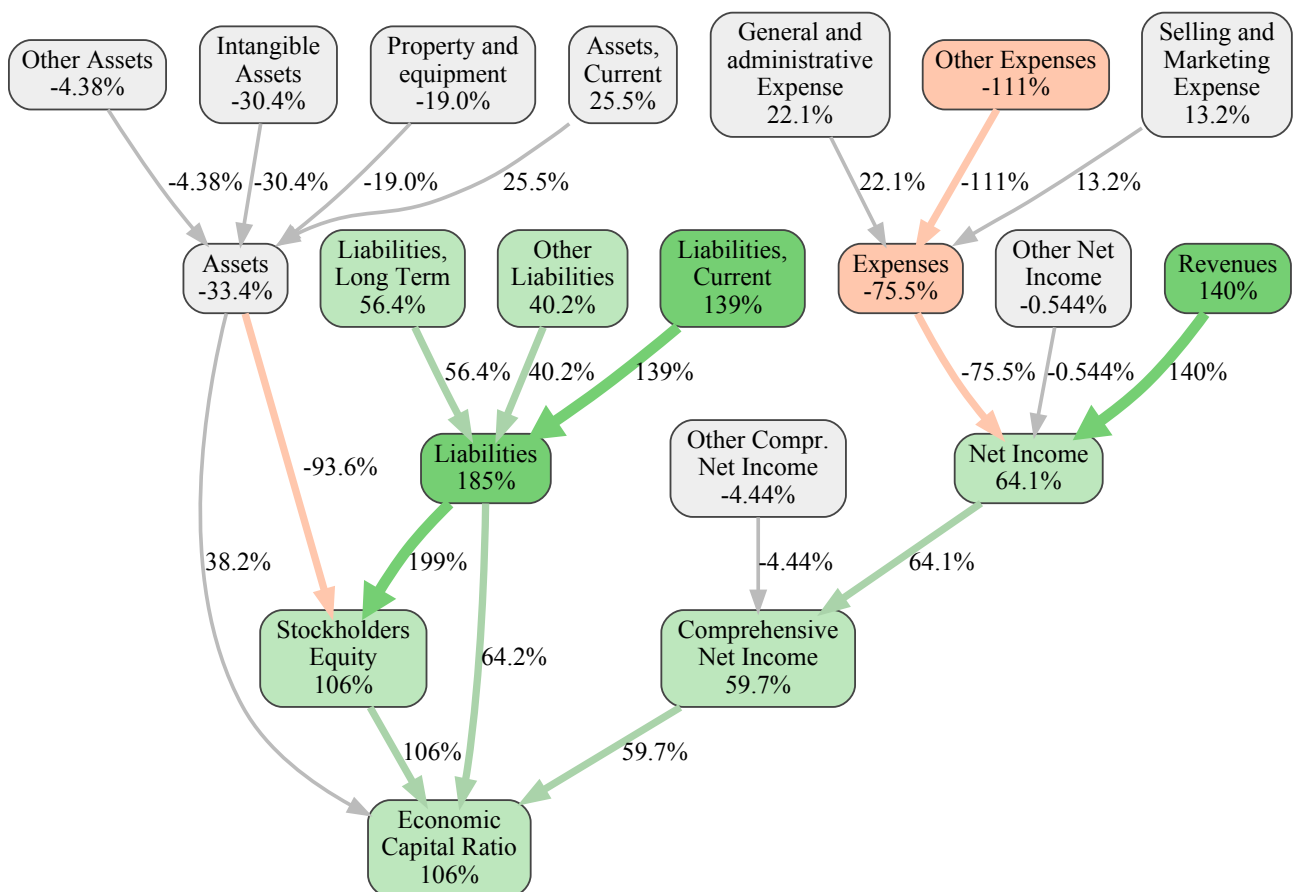 Other Assets
-4.38%
Intangible
Assets
-30.4%
Property and
equipment
-19.0%
Assets,
Current
25.5%
General and
administrative
Expense
22.1%
Other Expenses
-111%
Selling and
Marketing
Expense
13.2%
-4.38%
-30.4%
-19.0%
25.5%
22.1%
-111%
13.2%
Assets
-33.4%
Liabilities,
Long Term
56.4%
Other
Liabilities
40.2%
Liabilities,
Current
139%
Expenses
-75.5%
Other Net
Income
-0.544%
Revenues
140%
56.4%
40.2%
139%
-75.5%
-0.544%
140%
-93.6%
Liabilities
185%
Other Compr.
Net Income
-4.44%
Net Income
64.1%
38.2%
199%
-4.44%
64.1%
Stockholders
Equity
106%
64.2%
Comprehensive
Net Income
59.7%
106%
59.7%
Economic
Capital Ratio
106%